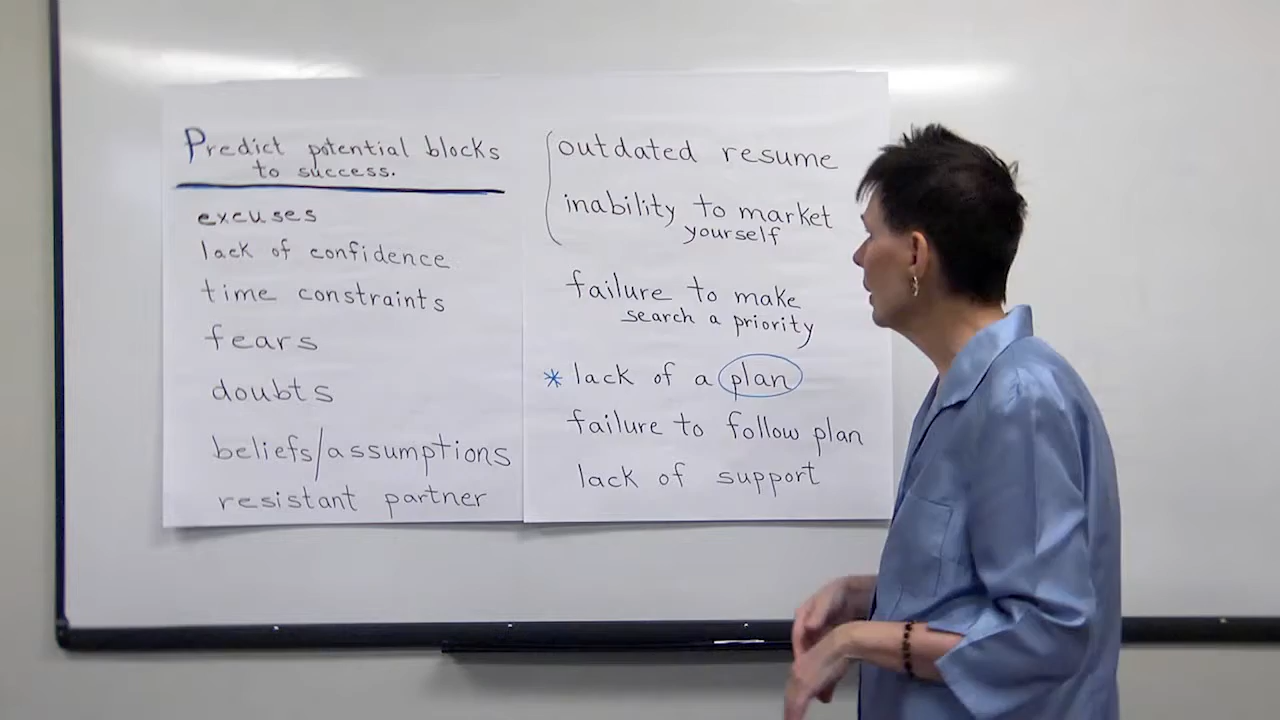 Predict potential blocks
to success.
excuses
lack of confidence
time constraints
fears
doubts
beliefs/assumptions
resistant partner
outdated resume
inability to market
yourself
failure to make
search a priority
* lack of a plan
failure to follow plan
lack of support